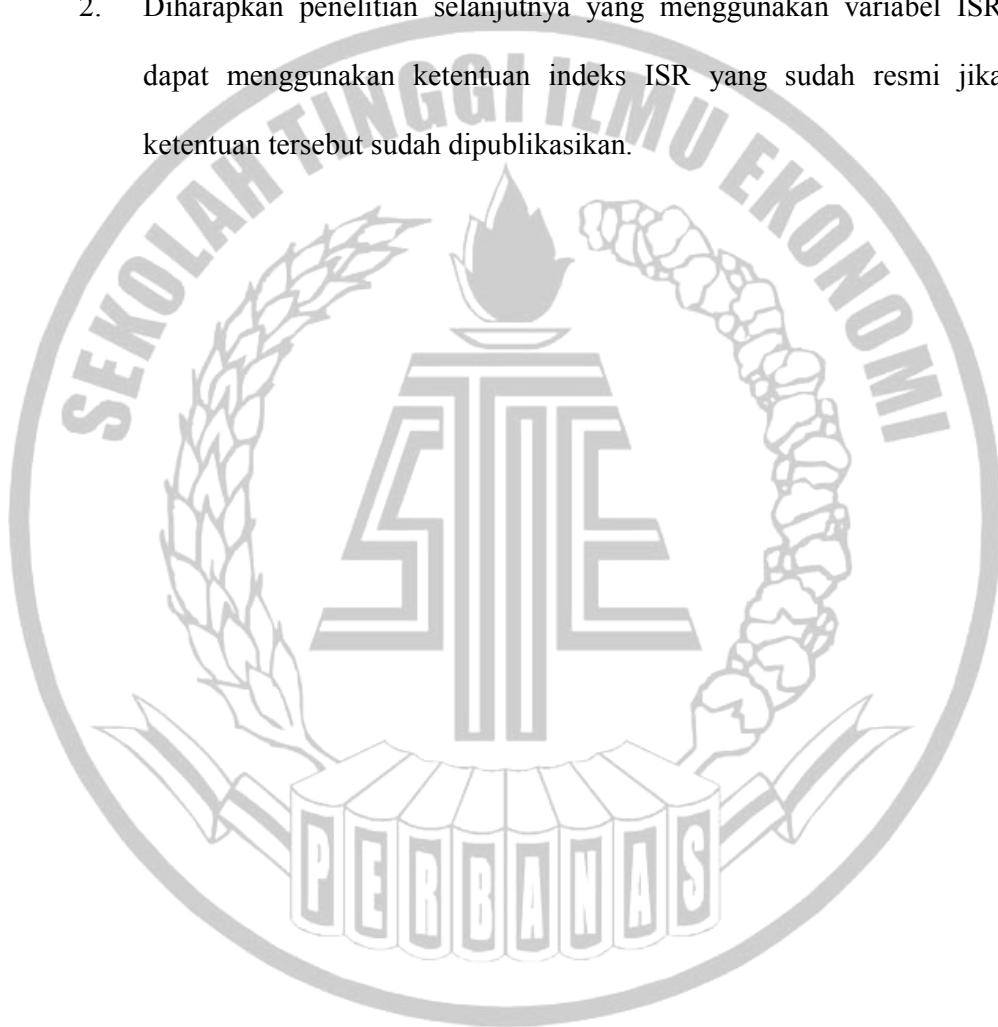 2. Diharapkan penelitian selanjutnya yang menggunakan variabel ISR
dapat menggunakan ketentuan indeks ISR yang sudah resmi jika
ketentuan tersebut sudah dipublikasikan.
SEKOLAH TINGGI ILMU EKONOMI
STIE
PERBANAS